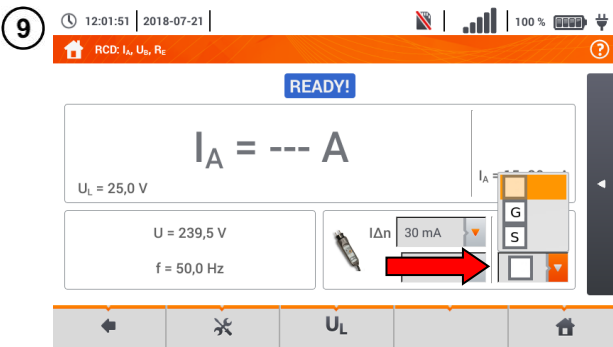 9
12:01:51 2018-07-21 100 %
RCD: IA, UB, RE
READY!
IA = --- A
UL = 25,0 V
IA =
U = 239,5 V
f = 50,0 Hz
IΔn 30 mA
G
S
UL